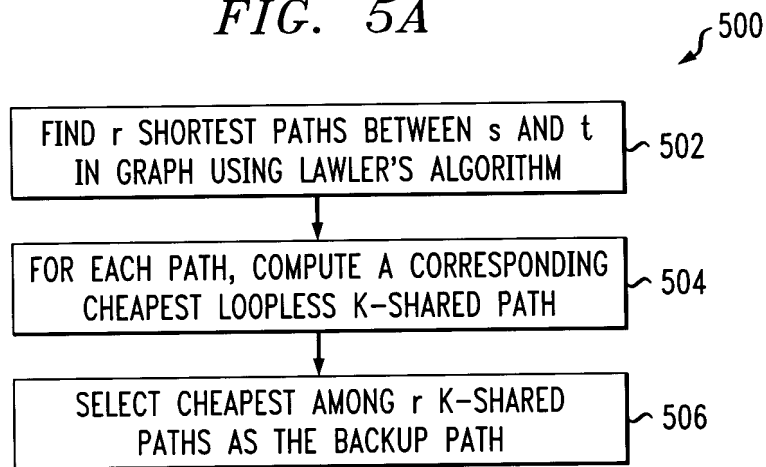 FIG. 5A
500
FIND r SHORTEST PATHS BETWEEN s AND t
IN GRAPH USING LAWLER'S ALGORITHM
502
FOR EACH PATH, COMPUTE A CORRESPONDING
CHEAPEST LOOPLESS K-SHARED PATH
504
SELECT CHEAPEST AMONG r K-SHARED
PATHS AS THE BACKUP PATH
506